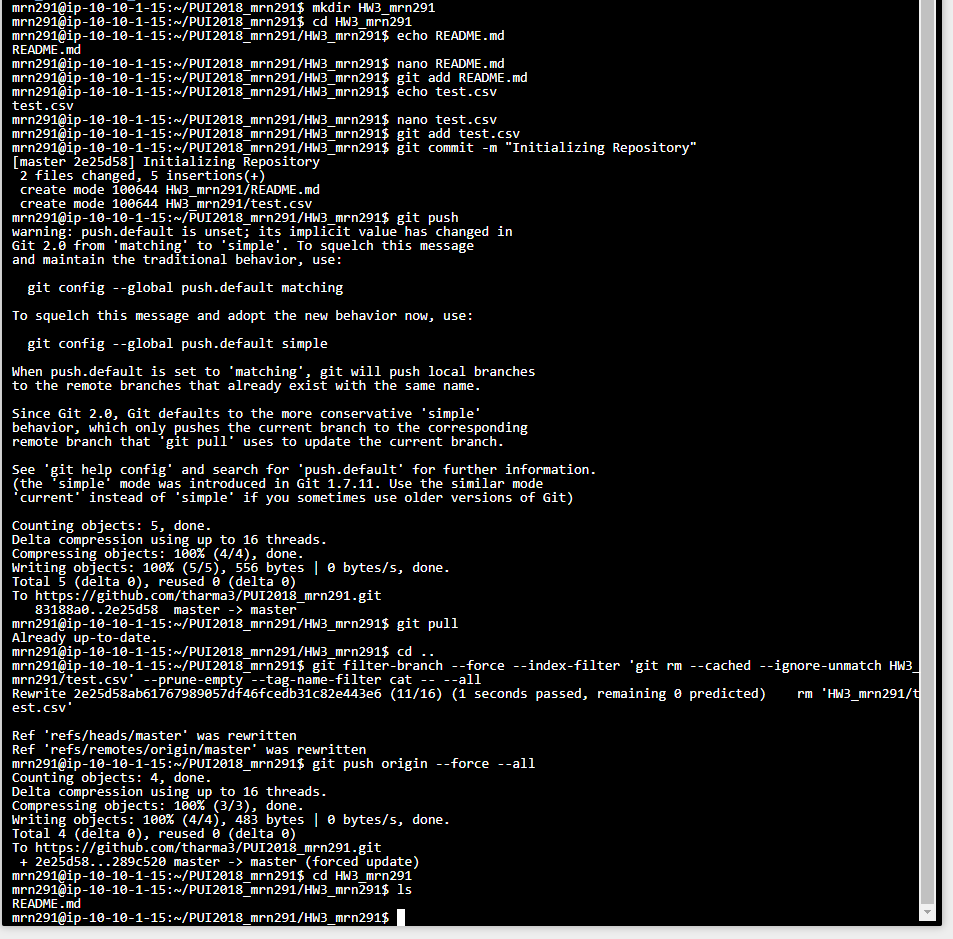 mrn291@ip-10-10-1-15:~/PUI2018_mrn291$ mkdir HW3_mrn291
mrn291@ip-10-10-1-15:~/PUI2018_mrn291$ cd HW3_mrn291
mrn291@ip-10-10-1-15:~/PUI2018_mrn291/HW3_mrn291$ echo README.md
README.md
mrn291@ip-10-10-1-15:~/PUI2018_mrn291/HW3_mrn291$ nano README.md
mrn291@ip-10-10-1-15:~/PUI2018_mrn291/HW3_mrn291$ git add README.md
mrn291@ip-10-10-1-15:~/PUI2018_mrn291/HW3_mrn291$ echo test.csv
test.csv
mrn291@ip-10-10-1-15:~/PUI2018_mrn291/HW3_mrn291$ nano test.csv
mrn291@ip-10-10-1-15:~/PUI2018_mrn291/HW3_mrn291$ git add test.csv
mrn291@ip-10-10-1-15:~/PUI2018_mrn291/HW3_mrn291$ git commit -m "Initializing Repository"
[master 2e25d58] Initializing Repository
 2 files changed, 5 insertions(+)
 create mode 100644 HW3_mrn291/README.md
 create mode 100644 HW3_mrn291/test.csv
mrn291@ip-10-10-1-15:~/PUI2018_mrn291/HW3_mrn291$ git push
warning: push.default is unset; its implicit value has changed in
Git 2.0 from 'matching' to 'simple'. To squelch this message
and maintain the traditional behavior, use:
  git config --global push.default matching
To squelch this message and adopt the new behavior now, use:
  git config --global push.default simple
When push.default is set to 'matching', git will push local branches
to the remote branches that already exist with the same name.
Since Git 2.0, Git defaults to the more conservative 'simple'
behavior, which only pushes the current branch to the corresponding
remote branch that 'git pull' uses to update the current branch.
See 'git help config' and search for 'push.default' for further information.
(the 'simple' mode was introduced in Git 1.7.11. Use the similar mode
'current' instead of 'simple' if you sometimes use older versions of Git)
Counting objects: 5, done.
Delta compression using up to 16 threads.
Compressing objects: 100% (4/4), done.
Writing objects: 100% (5/5), 556 bytes | 0 bytes/s, done.
Total 5 (delta 0), reused 0 (delta 0)
To https://github.com/tharma3/PUI2018_mrn291.git
   83188a0..2e25d58  master -> master
mrn291@ip-10-10-1-15:~/PUI2018_mrn291/HW3_mrn291$ git pull
Already up-to-date.
mrn291@ip-10-10-1-15:~/PUI2018_mrn291/HW3_mrn291$ cd ..
mrn291@ip-10-10-1-15:~/PUI2018_mrn291$ git filter-branch --force --index-filter 'git rm --cached --ignore-unmatch HW3_
mrn291/test.csv' --prune-empty --tag-name-filter cat -- --all
Rewrite 2e25d58ab61767989057df46fcedb31c82e443e6 (11/16) (1 seconds passed, remaining 0 predicted)    rm 'HW3_mrn291/t
est.csv'
Ref 'refs/heads/master' was rewritten
Ref 'refs/remotes/origin/master' was rewritten
mrn291@ip-10-10-1-15:~/PUI2018_mrn291$ git push origin --force --all
Counting objects: 4, done.
Delta compression using up to 16 threads.
Compressing objects: 100% (3/3), done.
Writing objects: 100% (4/4), 483 bytes | 0 bytes/s, done.
Total 4 (delta 0), reused 0 (delta 0)
To https://github.com/tharma3/PUI2018_mrn291.git
 + 2e25d58...289c520 master -> master (forced update)
mrn291@ip-10-10-1-15:~/PUI2018_mrn291$ cd HW3_mrn291
mrn291@ip-10-10-1-15:~/PUI2018_mrn291/HW3_mrn291$ ls
README.md
mrn291@ip-10-10-1-15:~/PUI2018_mrn291/HW3_mrn291$